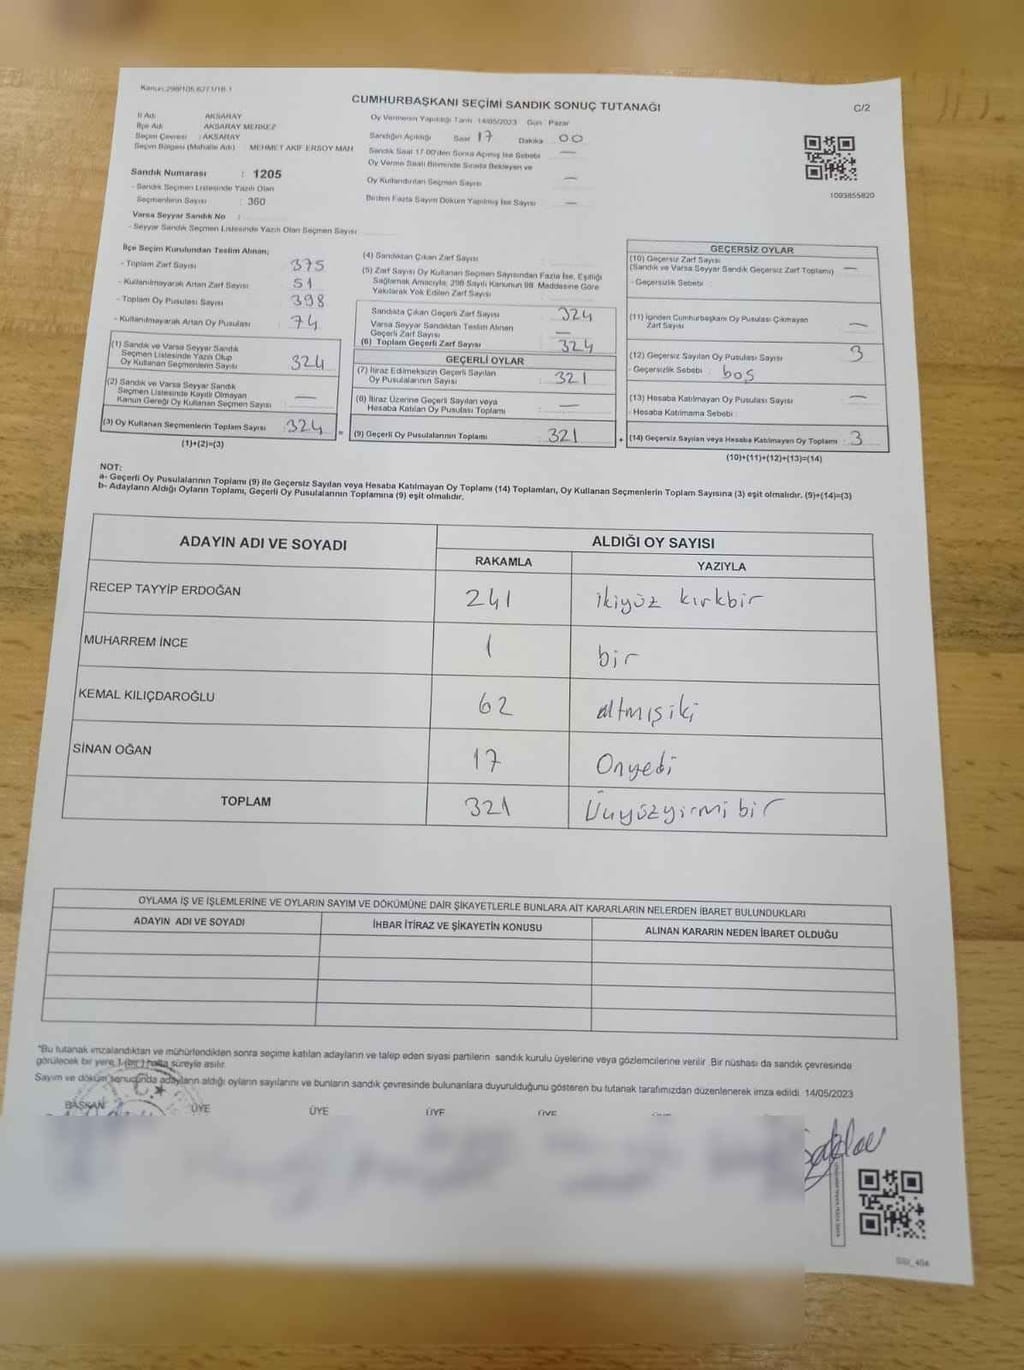 Kanun:298/105,6271/18-1
CUMHURBAŞKANI SEÇİMİ SANDIK SONUÇ TUTANAĞI
C/2
İl Adı: AKSARAY
İlçe Adı: AKSARAY MERKEZ
Seçim Çevresi : AKSARAY
Seçim Bölgesi (Mahalle Adı) : MEHMET AKİF ERSOY MAH
Sandık Numarası : 1205
- Sandık Seçmen Listesinde Yazılı Olan
Seçmenlerin Sayısı : 360
Varsa Seyyar Sandık No :
- Seyyar Sandık Seçmen Listesinde Yazılı Olan Seçmen Sayısı
Oy Vermenin Yapıldığı Tarih 14/05/2023 Gün Pazar
Sandığın Açıldığı Saat 17 Dakika 00
Sandık Saat 17:00'den Sonra Açılmış İse Sebebi —
Oy Verme Saati Bitiminde Sırada Bekleyen ve
Oy Kullandırılan Seçmen Sayısı —
Birden Fazla Sayım Döküm Yapılmış İse Sayısı —
1093855820
İlçe Seçim Kurulundan Teslim Alınan;
- Toplam Zarf Sayısı 375
- Kullanılmayarak Artan Zarf Sayısı 51
- Toplam Oy Pusulası Sayısı 398
- Kullanılmayarak Artan Oy Pusulası 74
(1) Sandık ve Varsa Seyyar Sandık
Seçmen Listesinde Yazılı Olup
Oy Kullanan Seçmenlerin Sayısı 324
(2) Sandık ve Varsa Seyyar Sandık
Seçmen Listesinde Kayıtlı Olmayan
Kanun Gereği Oy Kullanan Seçmen Sayısı —
(3) Oy Kullanan Seçmenlerin Toplam Sayısı 324 =
(1)+(2)=(3)
(4) Sandıktan Çıkan Zarf Sayısı
(5) Zarf Sayısı Oy Kullanan Seçmen Sayısından Fazla İse, Eşitliği
Sağlamak Amacıyla, 298 Sayılı Kanunun 98. Maddesine Göre
Yakılarak Yok Edilen Zarf Sayısı
Sandıkta Çıkan Geçerli Zarf Sayısı 324
Varsa Seyyar Sandıktan Teslim Alınan
Geçerli Zarf Sayısı —
(6) Toplam Geçerli Zarf Sayısı 324
GEÇERLİ OYLAR
(7) İtiraz Edilmeksizin Geçerli Sayılan
Oy Pusulalarının Sayısı 321
(8) İtiraz Üzerine Geçerli Sayılan veya
Hesaba Katılan Oy Pusulası Toplamı —
(9) Geçerli Oy Pusulalarının Toplamı 321 +
GEÇERSİZ OYLAR
(10) Geçersiz Zarf Sayısı
(Sandık ve Varsa Seyyar Sandık Geçersiz Zarf Toplamı) —
- Geçersizlik Sebebi :
(11) İçinden Cumhurbaşkanı Oy Pusulası Çıkmayan
Zarf Sayısı —
(12) Geçersiz Sayılan Oy Pusulası Sayısı 3
- Geçersizlik Sebebi : boş
(13) Hesaba Katılmayan Oy Pusulası Sayısı —
- Hesaba Katılmama Sebebi
(14) Geçersiz Sayılan veya Hesaba Katılmayan Oy Toplamı : 3
(10)+(11)+(12)+(13)=(14)
NOT:
a- Geçerli Oy Pusulalarının Toplamı (9) ile Geçersiz Sayılan veya Hesaba Katılmayan Oy Toplamı (14) Toplamları, Oy Kullanan Seçmenlerin Toplam Sayısına (3) eşit olmalıdır. (9)+(14)=(3)
b- Adayların Aldığı Oyların Toplamı, Geçerli Oy Pusulalarının Toplamına (9) eşit olmalıdır.
ADAYIN ADI VE SOYADI
ALDIĞI OY SAYISI
RAKAMLA YAZIYLA
RECEP TAYYİP ERDOĞAN 241 ikiyüz kırkbir
MUHARREM İNCE 1 bir
KEMAL KILIÇDAROĞLU 62 altmışiki
SİNAN OĞAN 17 Onyedi
TOPLAM 321 Üuyüzyirmi bir
OYLAMA İŞ VE İŞLEMLERİNE VE OYLARIN SAYIM VE DÖKÜMÜNE DAİR ŞİKAYETLERLE BUNLARA AİT KARARLARIN NELERDEN İBARET BULUNDUKLARI
ADAYIN ADI VE SOYADI İHBAR İTİRAZ VE ŞİKAYETİN KONUSU ALINAN KARARIN NEDEN İBARET OLDUĞU
"Bu tutanak imzalandıktan ve mühürlendikten sonra seçime katılan adayların ve talep eden siyasi partilerin sandık kurulu üyelerine veya gözlemcilerine verilir .Bir nüshası da sandık çevresinde
görülecek bir yere 1 (bir) hafta süreyle asılır.
Sayım ve döküm sonucunda adayların aldığı oyların sayılarını ve bunların sandık çevresinde bulunanlara duyurulduğunu gösteren bu tutanak tarafımızdan düzenlenerek imza edildi. 14/05/2023
BAŞKAN ÜYE ÜYE ÜYE ÜYE